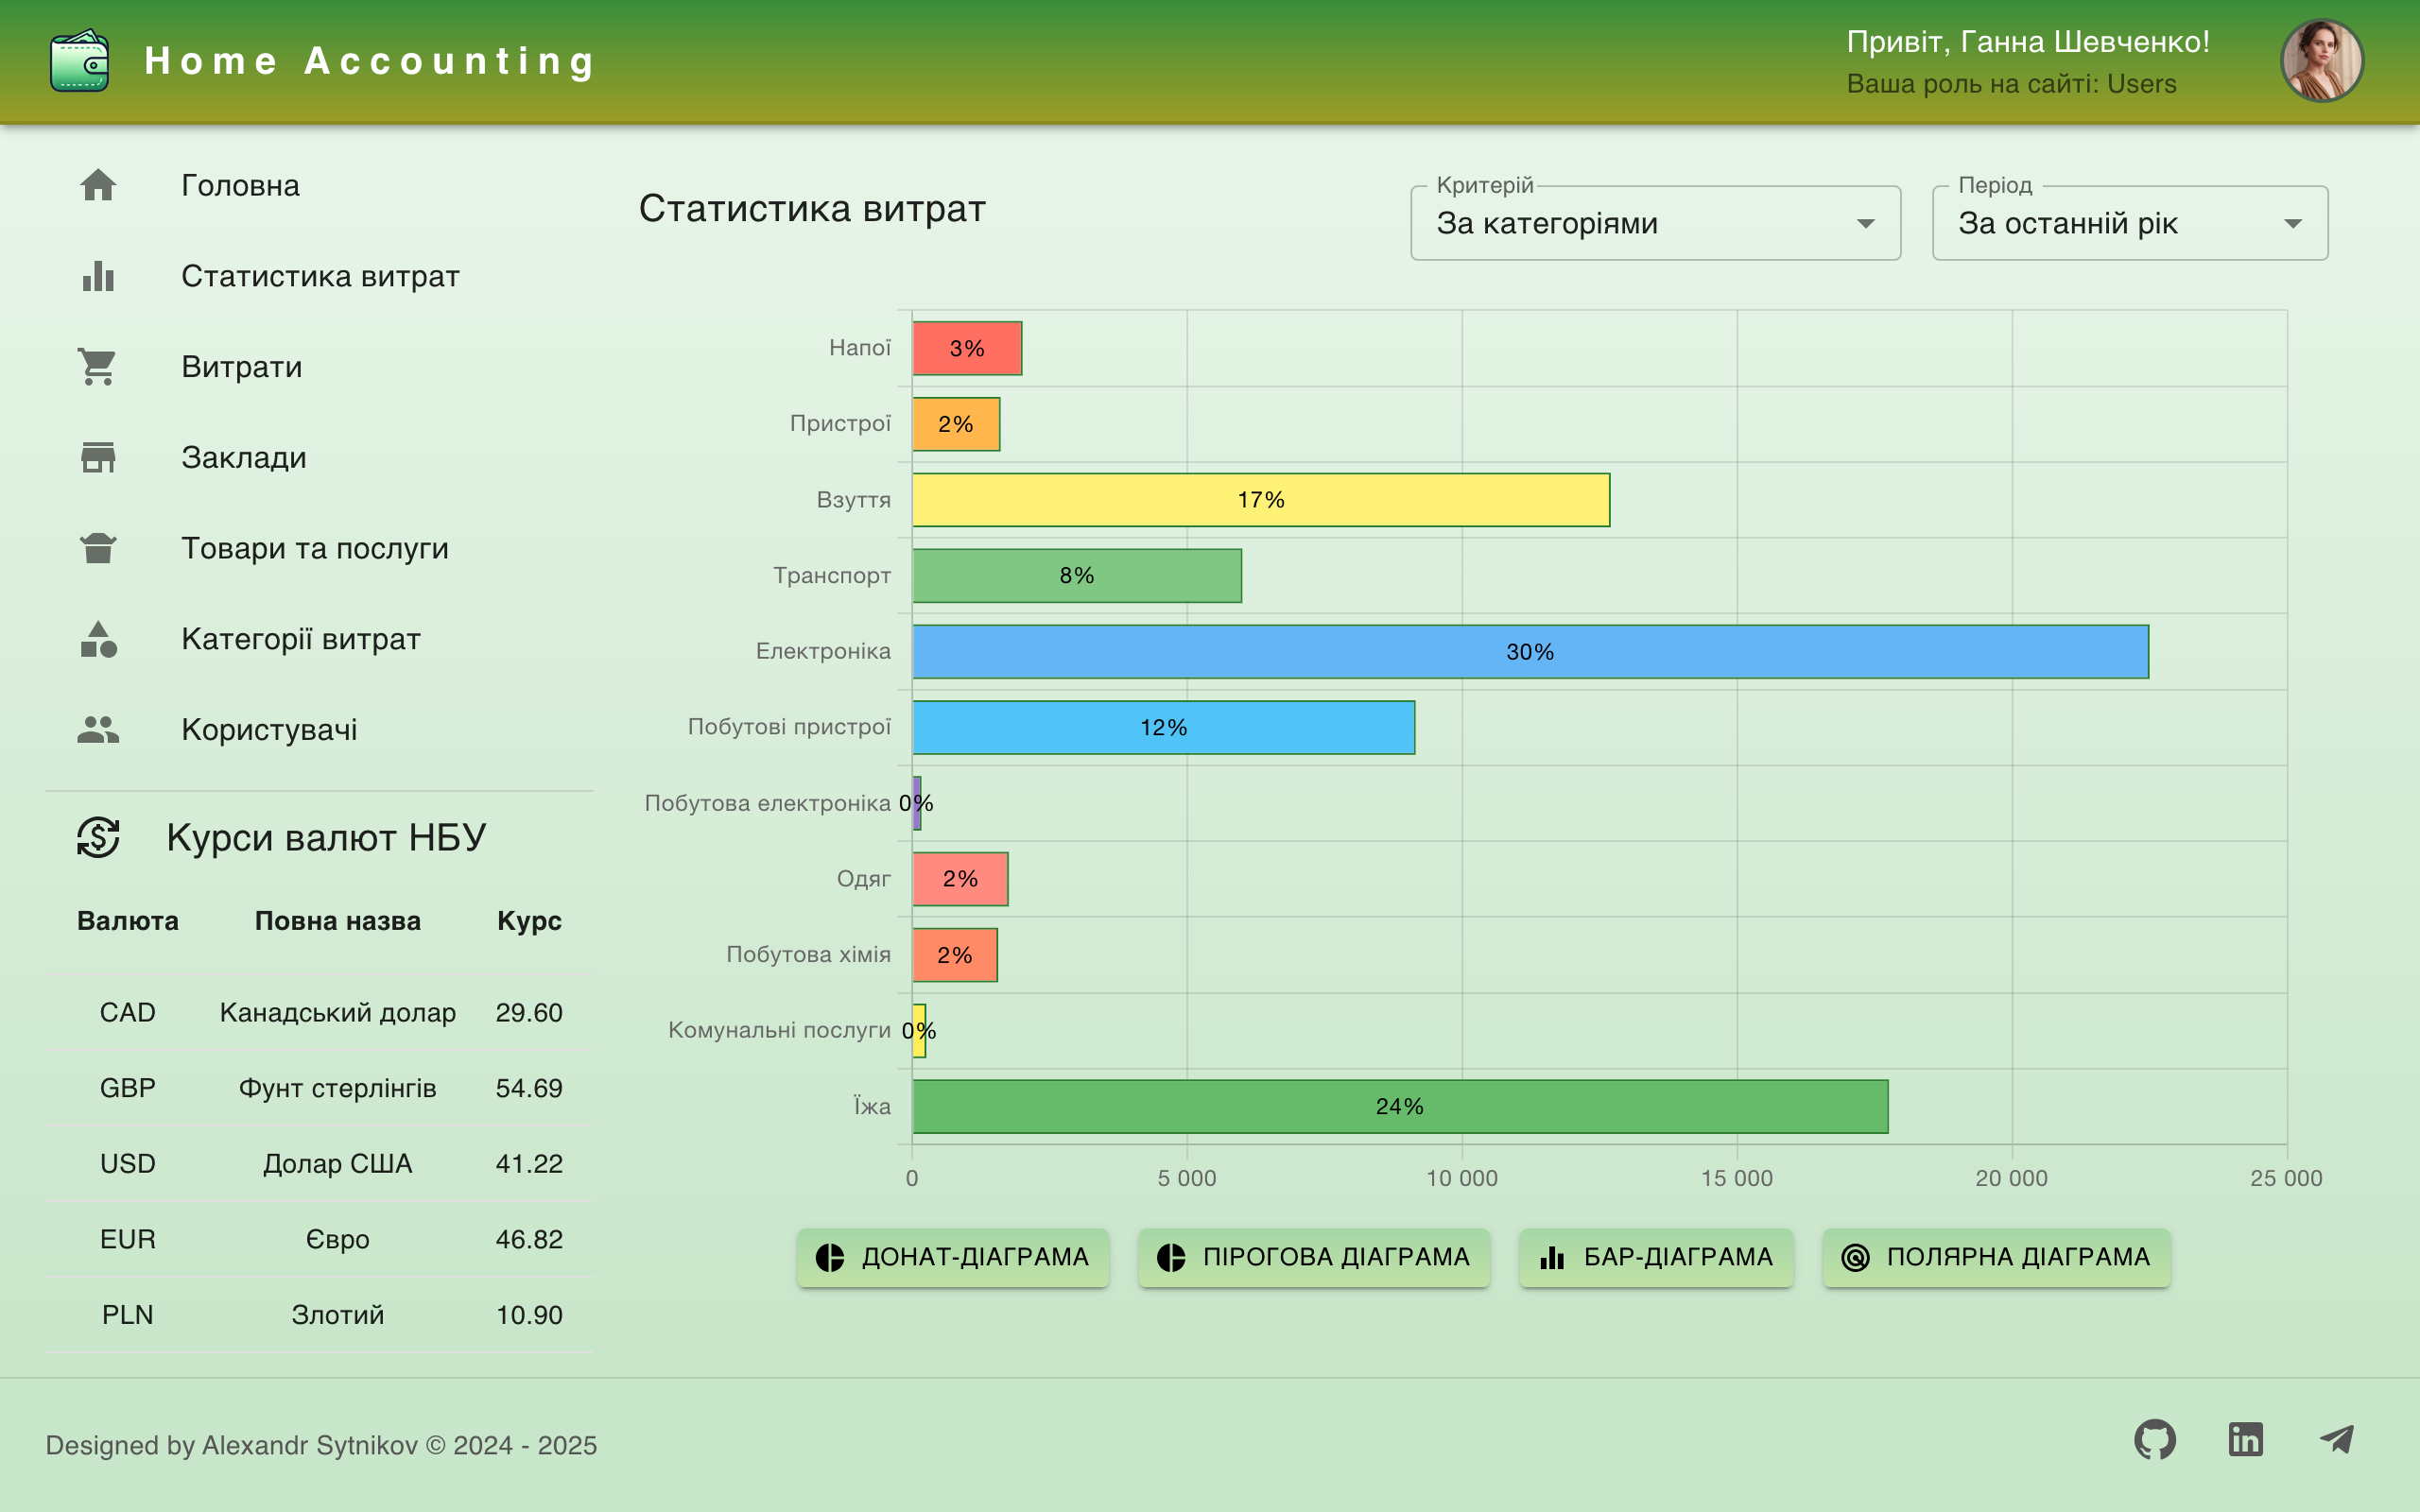 Home Accounting
Привіт, Ганна Шевченко!
Ваша роль на сайті: Users
Головна
Статистика витрат
Витрати
Заклади
Товари та послуги
Категорії витрат
Користувачі
Курси валют НБУ
Валюта Повна назва Курс
CAD Канадський долар 29.60
GBP Фунт стерлінгів 54.69
USD Долар США 41.22
EUR Євро 46.82
PLN Злотий 10.90
Статистика витрат
Критерій
За категоріями
Період
За останній рік
Напої 3%
Пристрої 2%
Взуття 17%
Транспорт 8%
Електроніка 30%
Побутові пристрої 12%
Побутова електроніка 0%
Одяг 2%
Побутова хімія 2%
Комунальні послуги 0%
Їжа 24%
0 5 000 10 000 15 000 20 000 25 000
ДОНАТ-ДІАГРАМА ПІРОГОВА ДІАГРАМА БАР-ДІАГРАМА ПОЛЯРНА ДІАГРАМА
Designed by Alexandr Sytnikov © 2024 - 2025